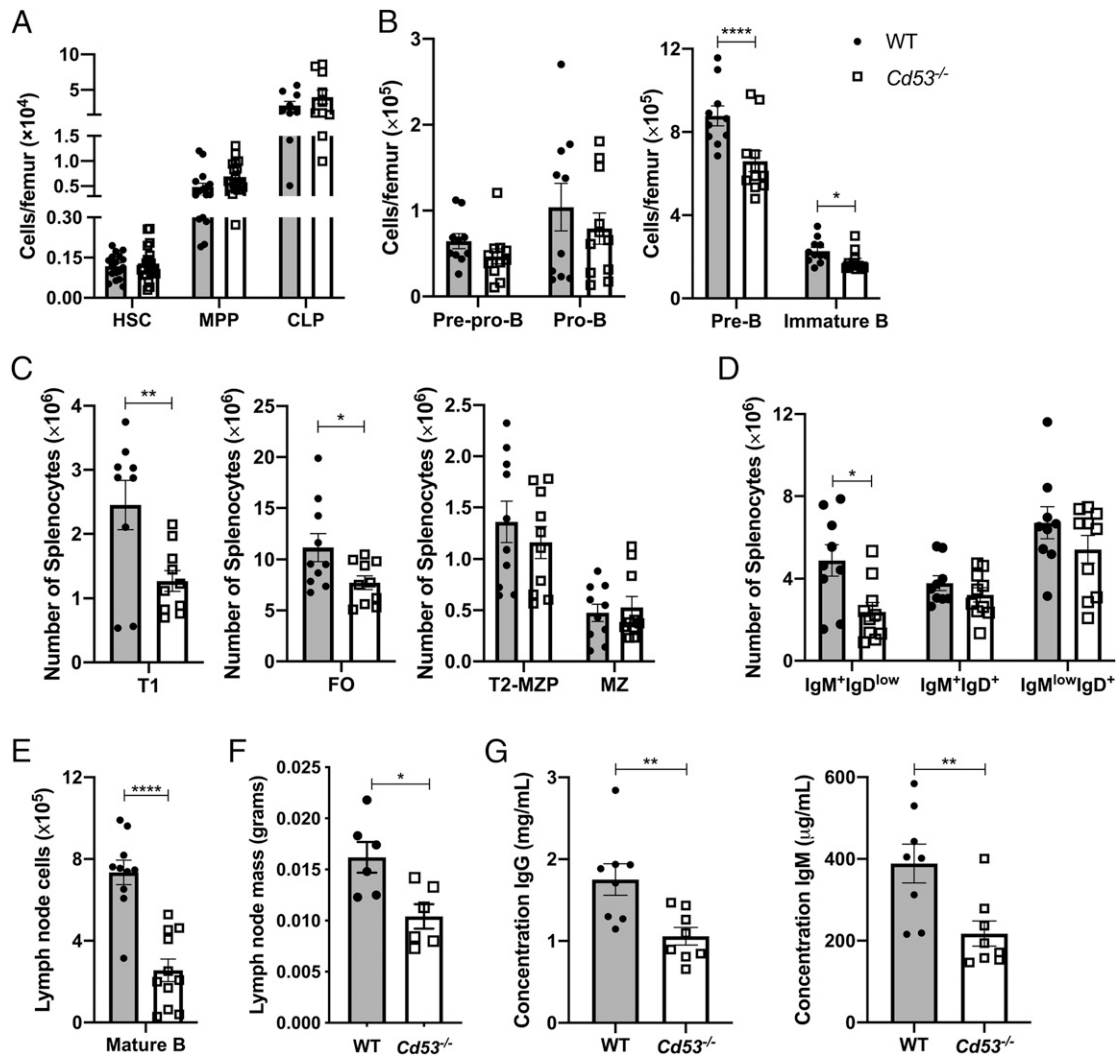 A
Cells/femur (×10⁴)
10
5
1.5
1.0
0.5
0.30
0.15
0.00
HSC MPP CLP
B
Cells/femur (×10⁵)
3
2
1
0
Pre-pro-B Pro-B
Cells/femur (×10⁵)
12
8
4
0
****
*
Pre-B Immature B
WT
Cd53⁻/⁻
C
Number of Splenocytes (×10⁶)
4
3
2
1
0
**
T1
Number of Splenocytes (×10⁶)
25
20
15
10
5
0
*
FO
Number of Splenocytes (×10⁶)
2.5
2.0
1.5
1.0
0.5
0.0
T2-MZP MZ
D
Number of Splenocytes (×10⁶)
12
8
4
0
*
IgM⁺IgDˡᵒʷ IgM⁺IgD⁺ IgMˡᵒʷIgD⁺
E
Lymph node cells (x10⁵)
12
8
4
0
****
Mature B
F
Lymph node mass (grams)
0.025
0.020
0.015
0.010
0.005
0.000
*
WT Cd53⁻/⁻
G
Concentration IgG (mg/mL)
3
2
1
0
**
WT Cd53⁻/⁻
Concentration IgM (μg/mL)
600
400
200
0
**
WT Cd53⁻/⁻